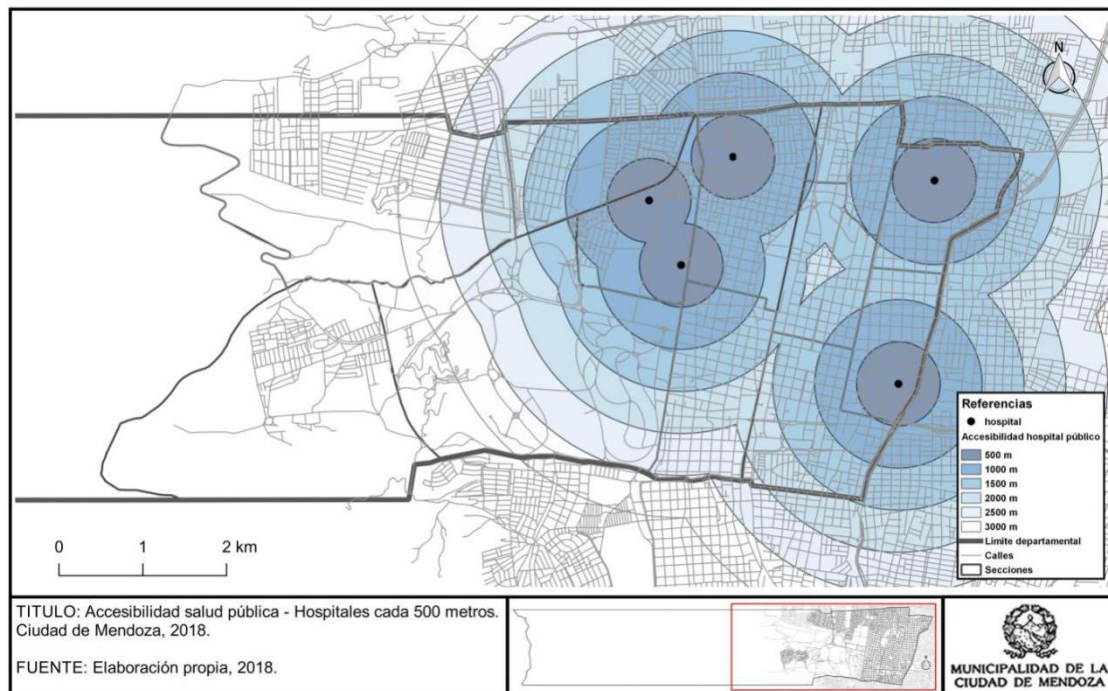 N
Referencias
hospital
Accesibilidad hospital público
500 m
1000 m
1500 m
2000 m
2500 m
3000 m
Límite departamental
Calles
Secciones
0 1 2 km
TITULO: Accesibilidad salud pública - Hospitales cada 500 metros.
Ciudad de Mendoza, 2018.
FUENTE: Elaboración propia, 2018.
MUNICIPALIDAD DE LA
CIUDAD DE MENDOZA